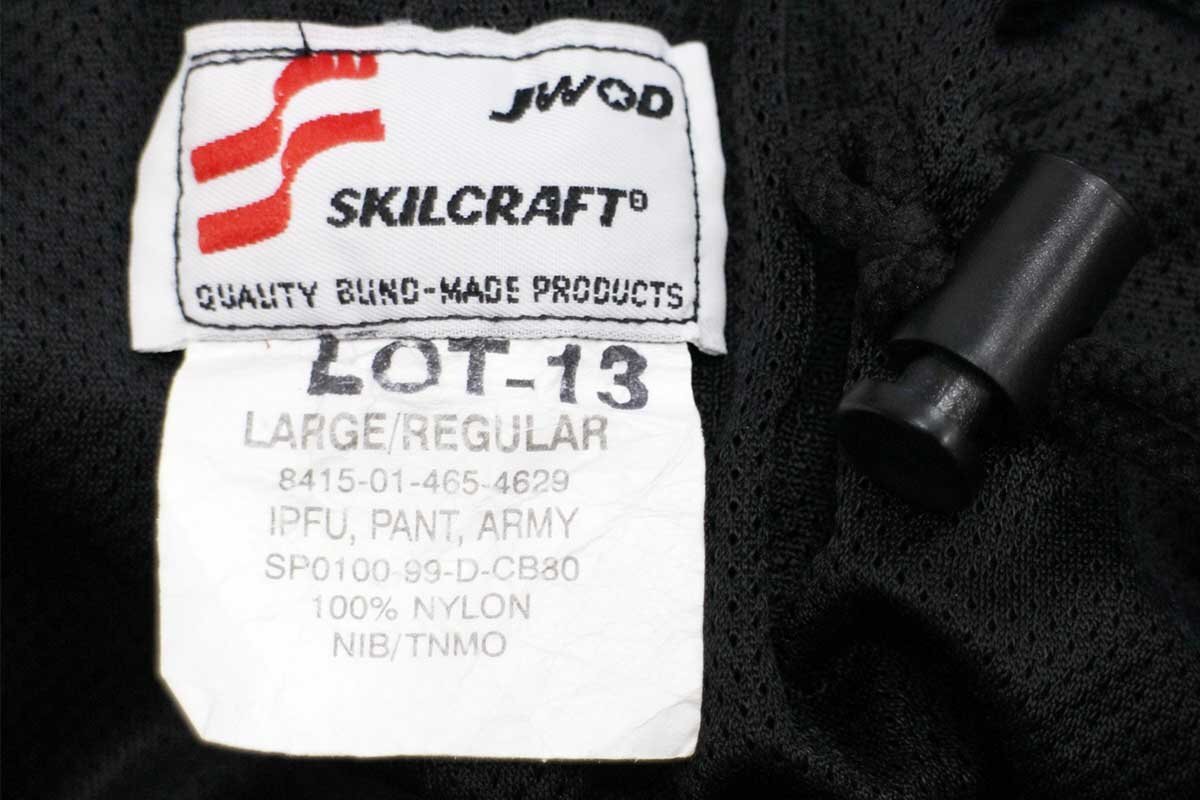 JWOD
SKILCRAFT®
QUALITY BLIND-MADE PRODUCTS
LOT-13
LARGE/REGULAR
8415-01-465-4629
IPFU, PANT, ARMY
SP0100-99-D-CB80
100% NYLON
NIB/TNMO